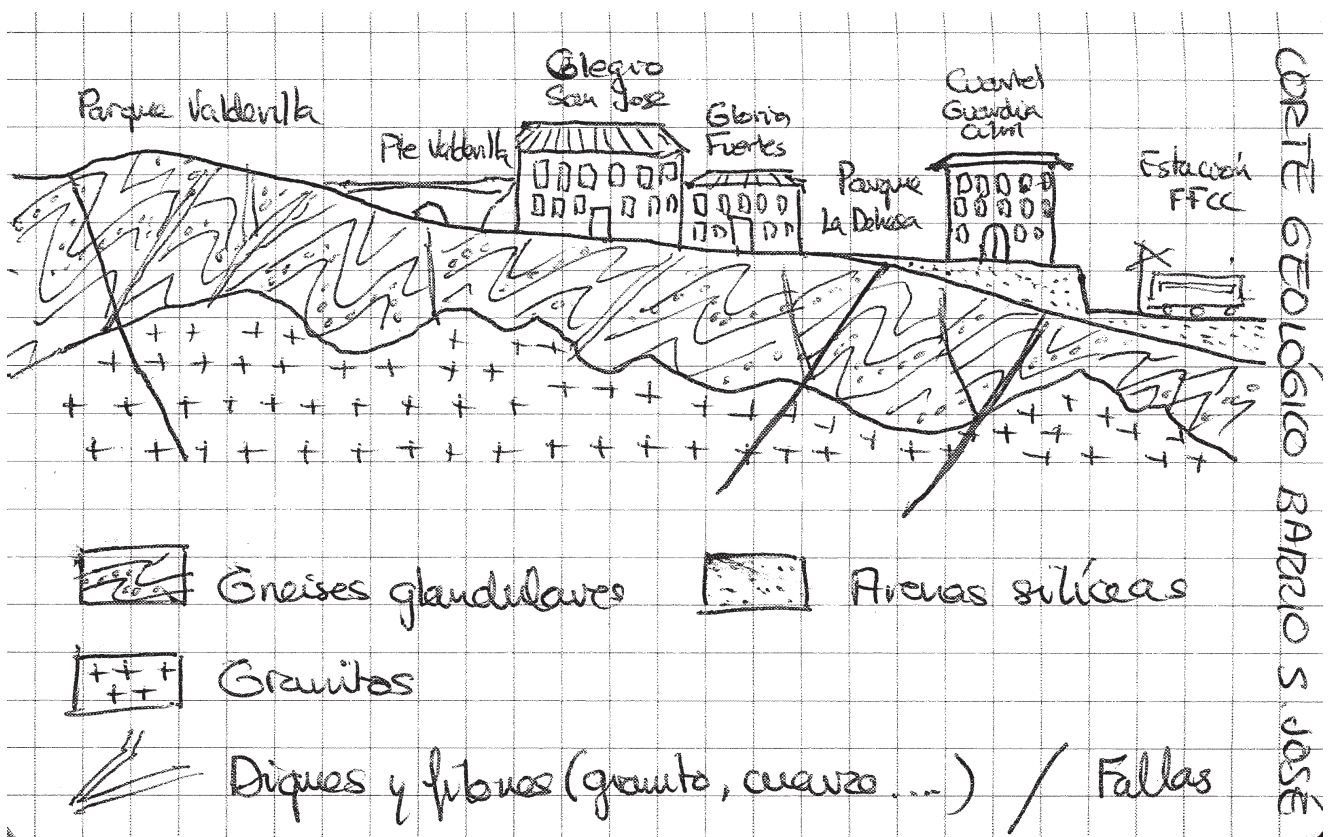 Parque Valdevilla
Pte Valdevilla
Colegio
San Jose
Gloria
Fuertes
Parque
La Dehesa
Cuartel
Guardia
Civil
Estación
FFCC
CORTE GEOLÓGICO BARRIO S. JOSÉ
Gneises glandulares
Arenas silíceas
Granitos
Diques y filones (granito, cuarzo ....)
Fallas